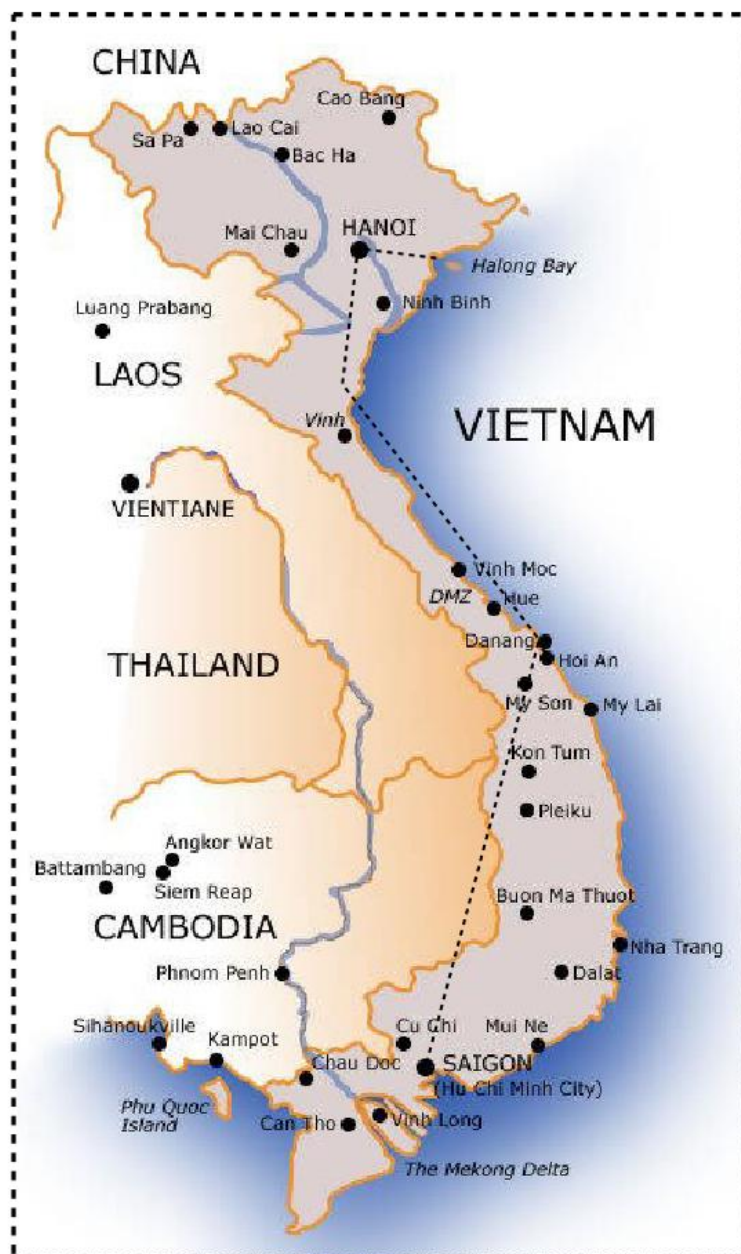 CHINA
Cao Bang
Sa Pa
Lao Cai
Bac Ha
Mai Chau
HANOI
Halong Bay
Luang Prabang
Ninh Binh
LAOS
Vinh
VIETNAM
VIENTIANE
Vinh Moc
DMZ
Hue
Danang
THAILAND
Hoi An
My Son
My Lai
Kon Tum
Pleiku
Angkor Wat
Battambang
Siem Reap
Buon Ma Thuot
CAMBODIA
Nha Trang
Phnom Penh
Dalat
Sihanoukville
Kampot
Cu Chi
Mui Ne
Chau Doc
SAIGON
(Hu Chi Minh City)
Phu Quoc
Island
Can Tho
Vinh Long
The Mekong Delta